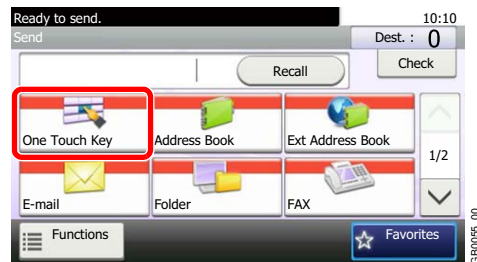 Ready to send. 10:10
Send Dest. : 0
Recall Check
One Touch Key Address Book Ext Address Book
1/2
E-mail Folder FAX
Functions Favorites
GB0055_00